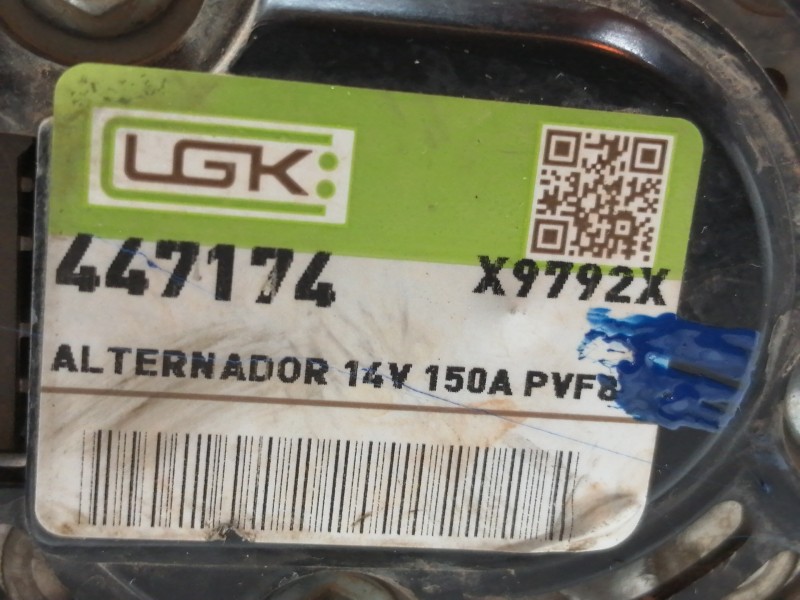 LGK
447174
X9792X
ALTERNADOR 14V 150A PVF8